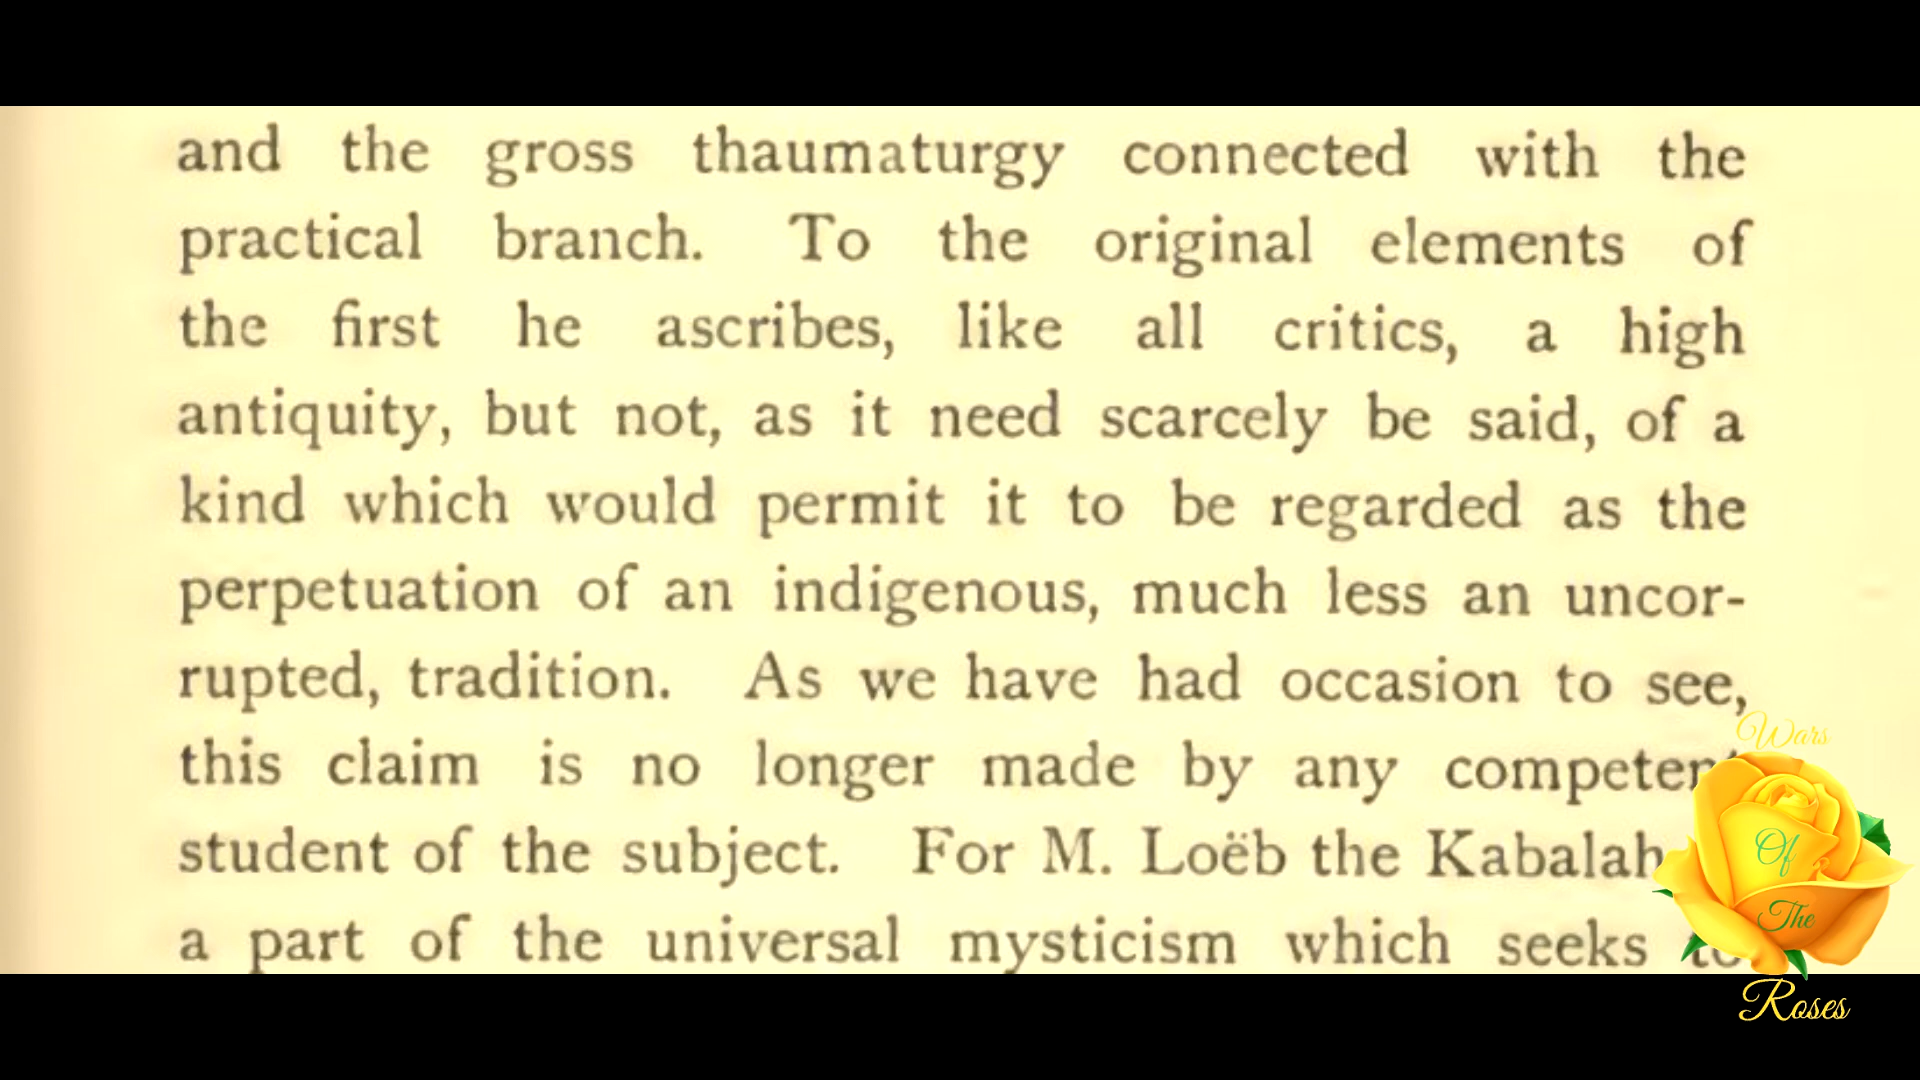 and the gross thaumaturgy connected with the
practical branch. To the original elements of
the first he ascribes, like all critics, a high
antiquity, but not, as it need scarcely be said, of a
kind which would permit it to be regarded as the
perpetuation of an indigenous, much less an uncor-
rupted, tradition. As we have had occasion to see,
this claim is no longer made by any competent
student of the subject. For M. Loëb the Kabalah
a part of the universal mysticism which seeks to
Wars
Of
The
Roses